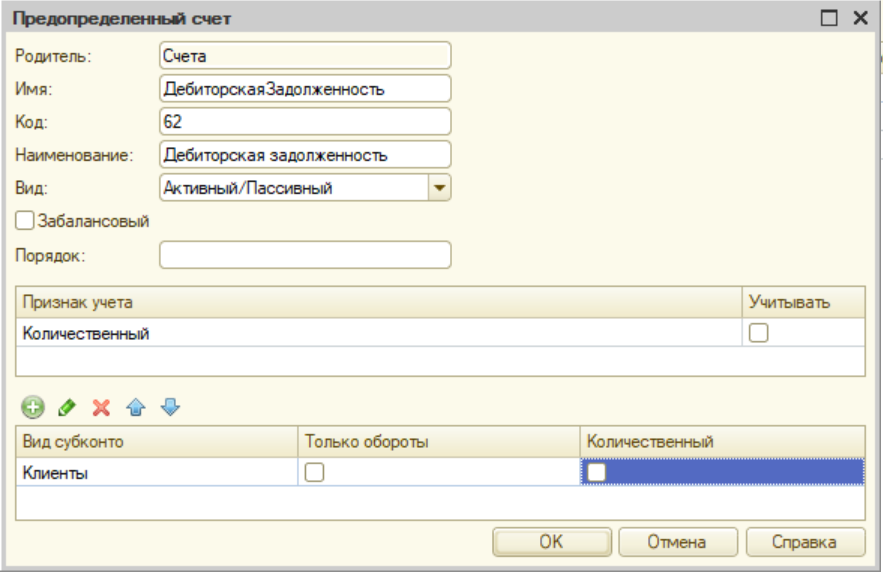 Предопределенный счет
Родитель: Счета
Имя: ДебиторскаяЗадолженность
Код: 62
Наименование: Дебиторская задолженность
Вид: Активный/Пассивный
Забалансовый
Порядок:
Признак учета Учитывать
Количественный
Вид субконто Только обороты Количественный
Клиенты
OK Отмена Справка